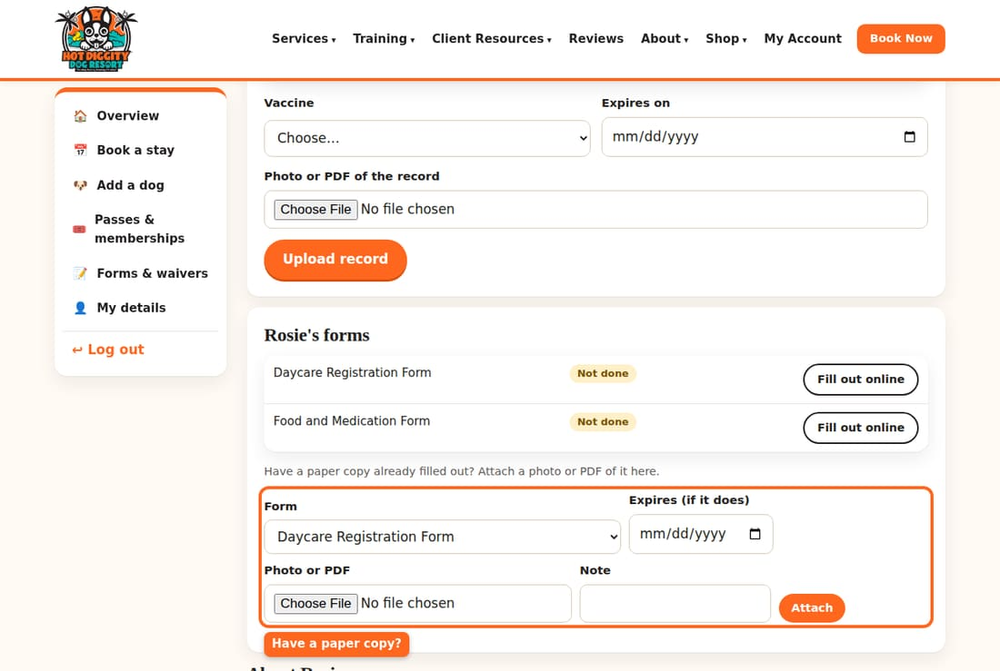 HOT DIGGITY
DOG RESORT
Services ▾ Training ▾ Client Resources ▾ Reviews About ▾ Shop ▾ My Account Book Now
Overview
Book a stay
Add a dog
Passes &
memberships
Forms & waivers
My details
↩ Log out
Vaccine Expires on
Choose... mm/dd/yyyy
Photo or PDF of the record
Choose File No file chosen
Upload record
Rosie's forms
Daycare Registration Form Not done Fill out online
Food and Medication Form Not done Fill out online
Have a paper copy already filled out? Attach a photo or PDF of it here.
Form Expires (if it does)
Daycare Registration Form mm/dd/yyyy
Photo or PDF Note
Choose File No file chosen Attach
Have a paper copy?